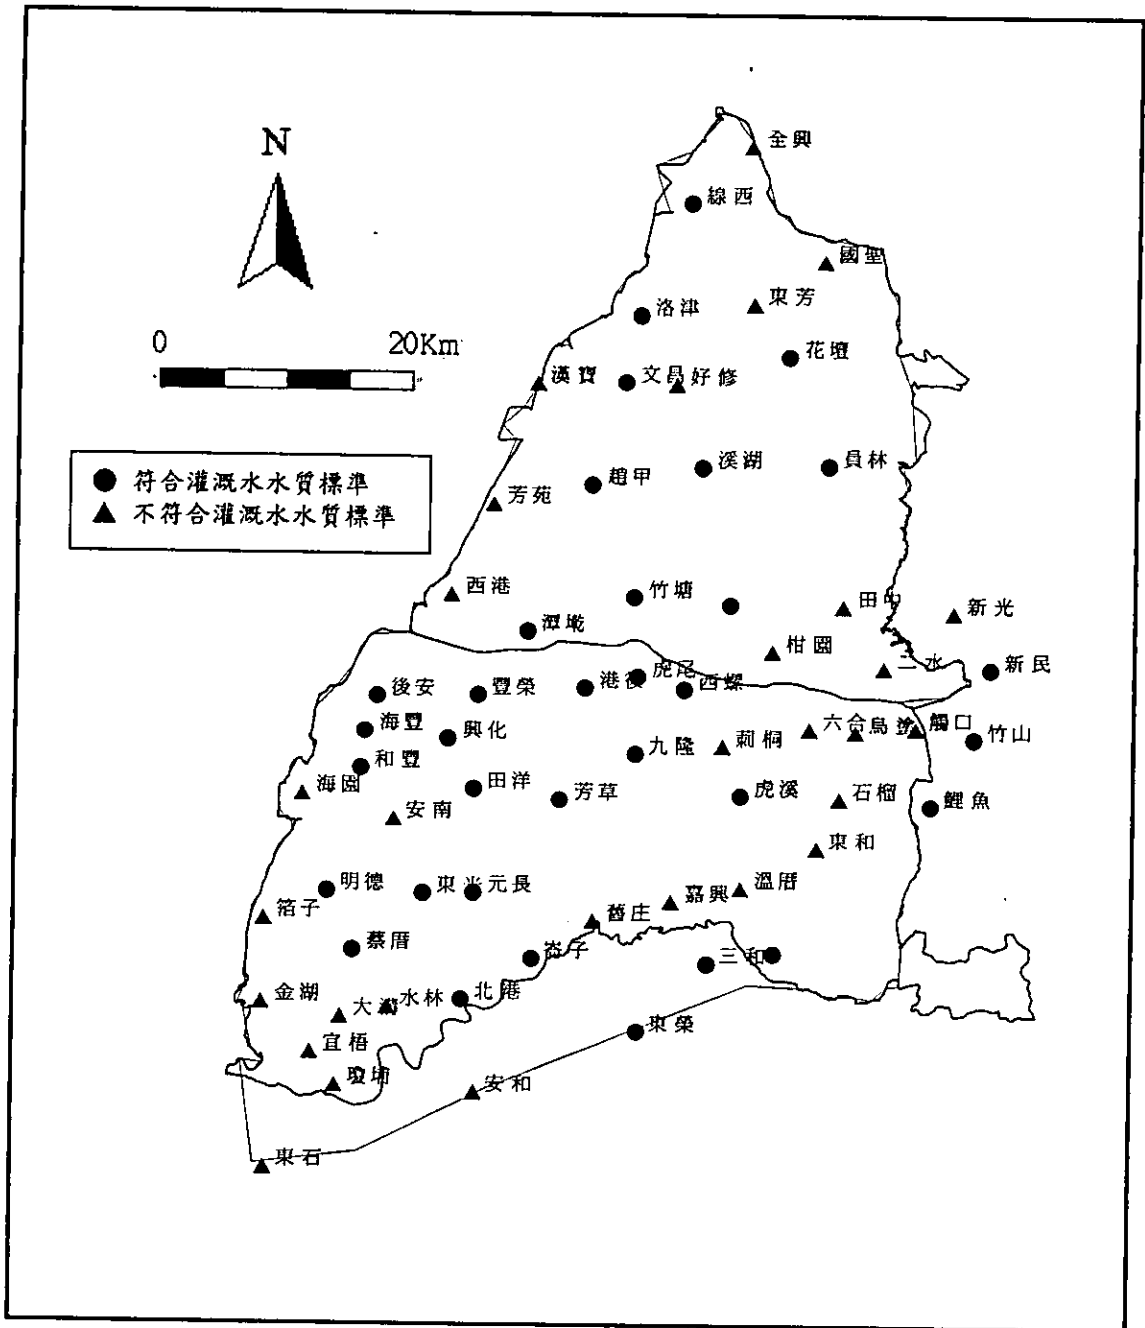 N
0 20Km
符合灌溉水水質標準
不符合灌溉水水質標準
全興
線西
國聖
東芳
洛津
花壇
漢寶
文昌
好修
溪湖
員林
趙甲
芳苑
西港
竹塘
田中
新光
潭墘
柑園
二水
新民
虎尾
港後
西螺
後安
豐榮
海豐
興化
六合
烏塗
觸口
竹山
九隆
莿桐
和豐
海園
田洋
芳草
虎溪
石榴
鯉魚
安南
東和
明德
東光
元長
溫厝
嘉興
箔子
舊庄
蔡厝
崙子
三和
金湖
大溝
水林
北港
東榮
宜梧
瓊埔
安和
東石